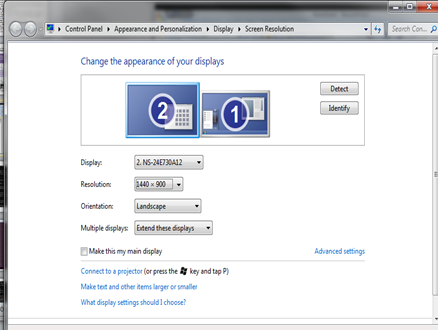 Control Panel ▸ Appearance and Personalization ▸ Display ▸ Screen Resolution
Search Con...
Change the appearance of your displays
2
1
Detect
Identify
Display: 2. NS-24E730A12
Resolution: 1440 × 900
Orientation: Landscape
Multiple displays: Extend these displays
Make this my main display
Advanced settings
Connect to a projector (or press the key and tap P)
Make text and other items larger or smaller
What display settings should I choose?